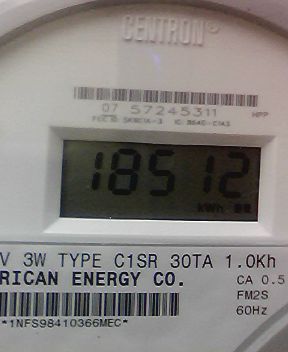 CENTRON®
07 57245311
HPP
18512
kWh
V 3W TYPE C1SR 30TA 1.0Kh
RICAN ENERGY CO.
CA 0.5
FM2S
60Hz
*1NFS98410366MEC*